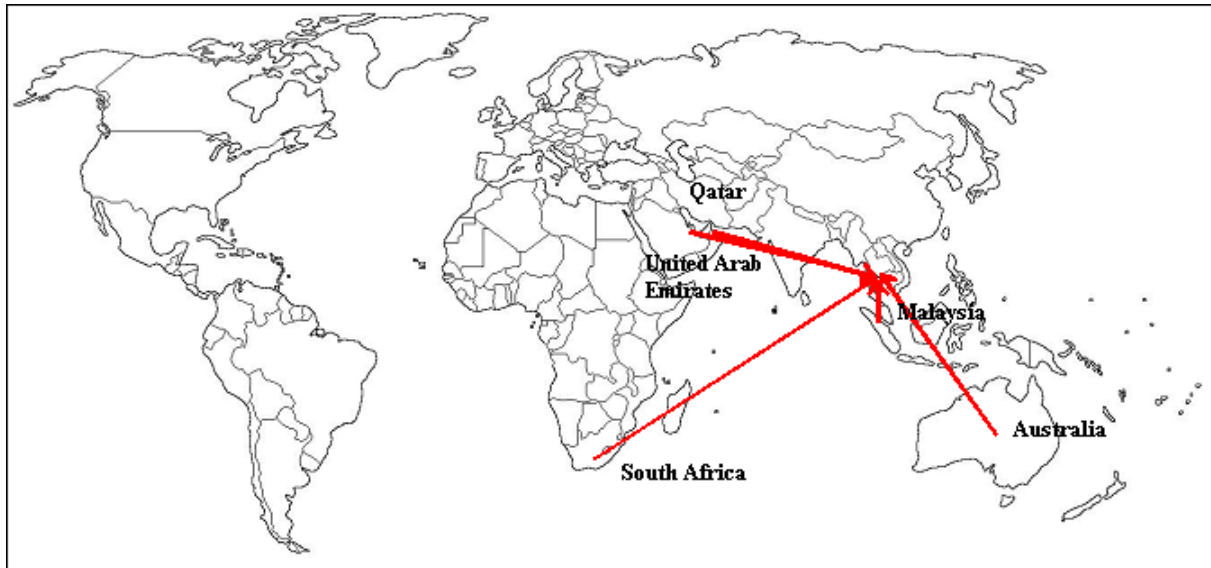 Qatar
United Arab
Emirates
Malaysia
Australia
South Africa